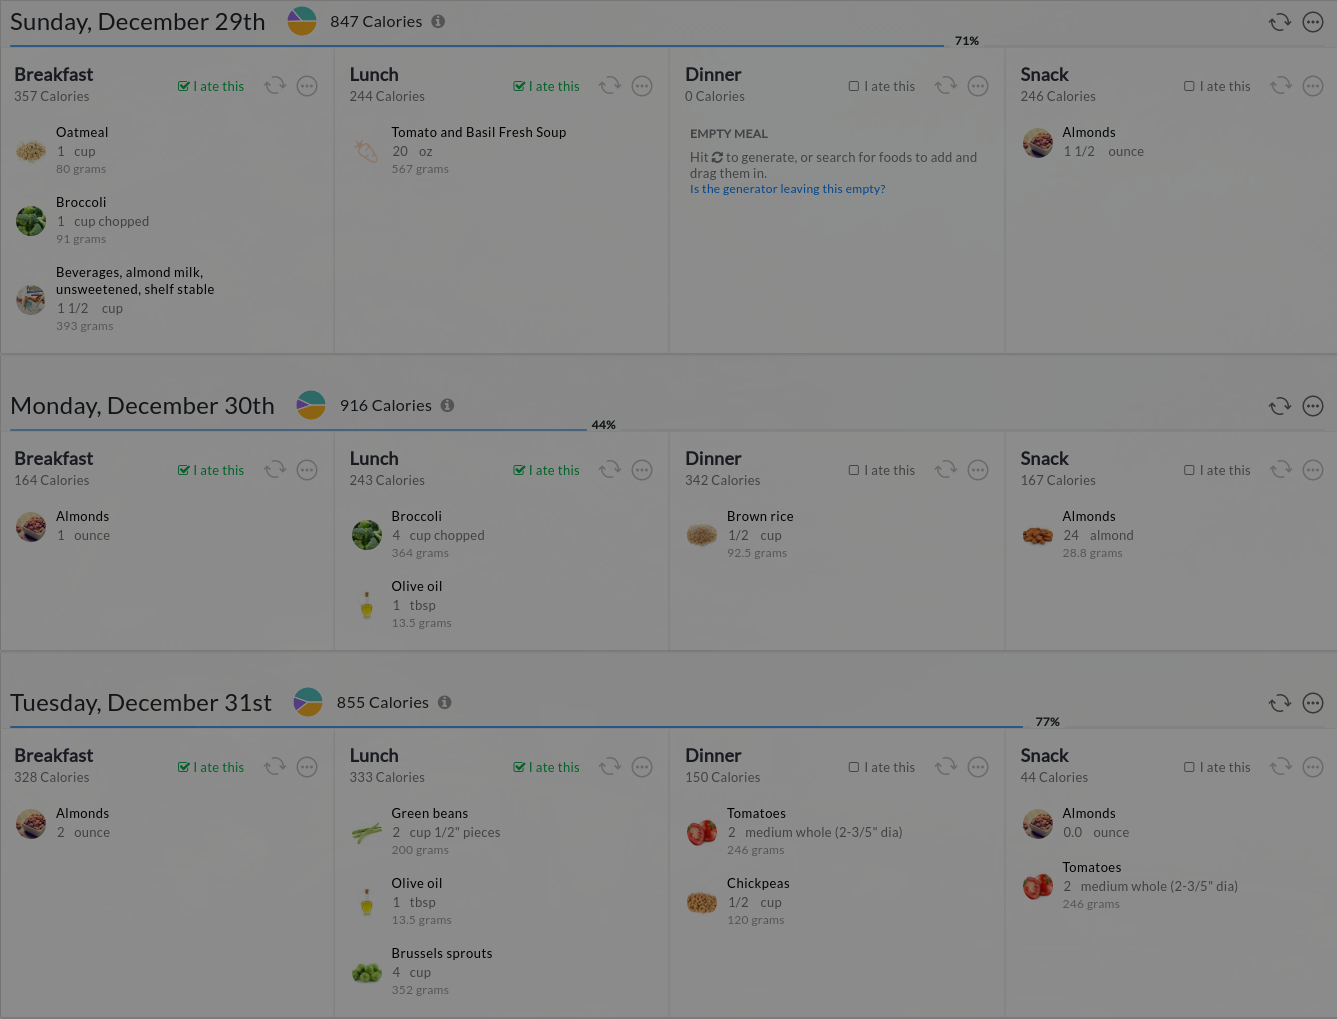 Sunday, December 29th 847 Calories
71%
Breakfast
357 Calories
I ate this
Oatmeal
1 cup
80 grams
Broccoli
1 cup chopped
91 grams
Beverages, almond milk,
unsweetened, shelf stable
1 1/2 cup
393 grams
Lunch
244 Calories
I ate this
Tomato and Basil Fresh Soup
20 oz
567 grams
Dinner
0 Calories
I ate this
EMPTY MEAL
Hit to generate, or search for foods to add and
drag them in.
Is the generator leaving this empty?
Snack
246 Calories
I ate this
Almonds
1 1/2 ounce
Monday, December 30th 916 Calories
44%
Breakfast
164 Calories
I ate this
Almonds
1 ounce
Lunch
243 Calories
I ate this
Broccoli
4 cup chopped
364 grams
Olive oil
1 tbsp
13.5 grams
Dinner
342 Calories
I ate this
Brown rice
1/2 cup
92.5 grams
Snack
167 Calories
I ate this
Almonds
24 almond
28.8 grams
Tuesday, December 31st 855 Calories
77%
Breakfast
328 Calories
I ate this
Almonds
2 ounce
Lunch
333 Calories
I ate this
Green beans
2 cup 1/2" pieces
200 grams
Olive oil
1 tbsp
13.5 grams
Brussels sprouts
4 cup
352 grams
Dinner
150 Calories
I ate this
Tomatoes
2 medium whole (2-3/5" dia)
246 grams
Chickpeas
1/2 cup
120 grams
Snack
44 Calories
I ate this
Almonds
0.0 ounce
Tomatoes
2 medium whole (2-3/5" dia)
246 grams